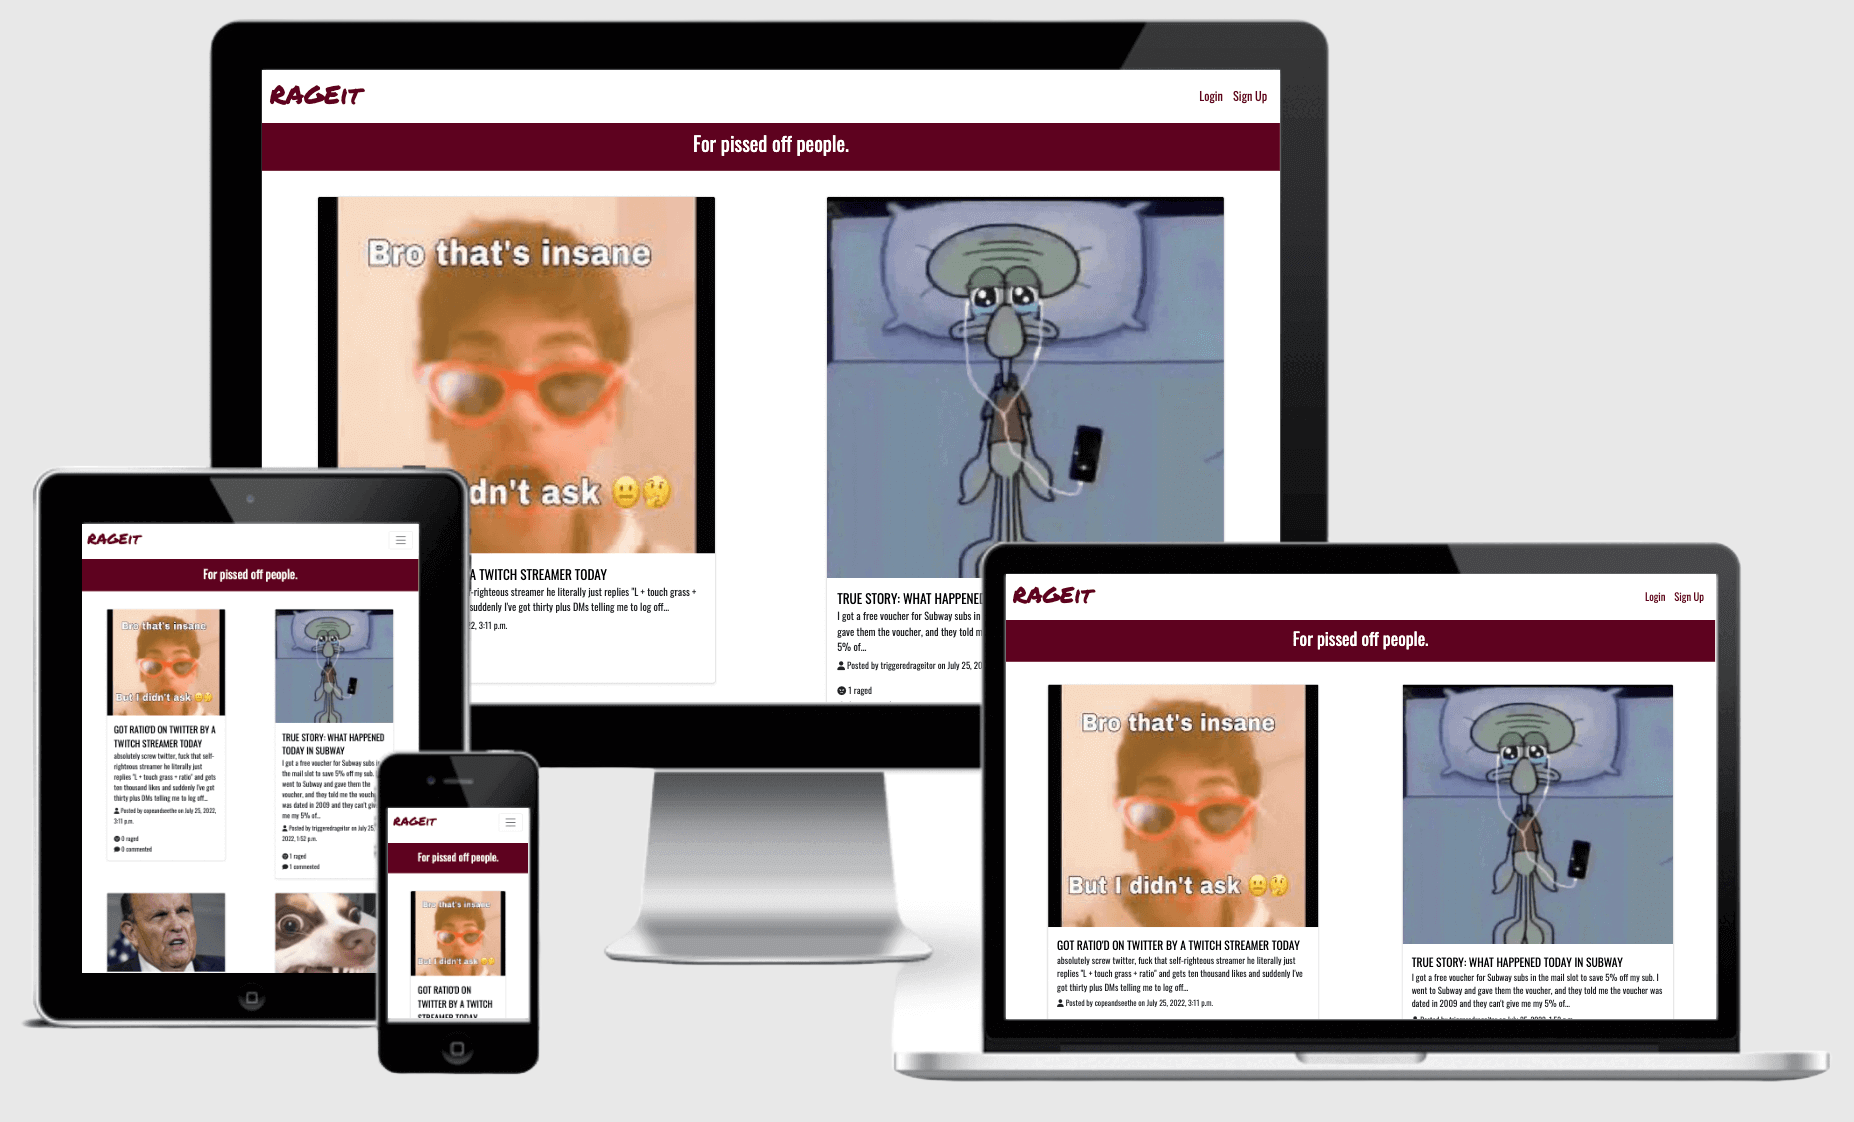 RAGEIT
Login Sign Up
For pissed off people.
Bro that's insane
dn't ask 😐🤔
A TWITCH STREAMER TODAY
-righteous streamer he literally just replies "L + touch grass +
suddenly I've got thirty plus DMs telling me to log off...
22, 3:11 p.m.
TRUE STORY: WHAT HAPPENED
I got a free voucher for Subway subs in
gave them the voucher, and they told m
5% of...
Posted by triggeredrageitor on July 25, 20
1 raged
RAGEIT
For pissed off people.
Bro that's insane
But I didn't ask 😐🤔
GOT RATIO'D ON TWITTER BY A
TWITCH STREAMER TODAY
absolutely screw twitter, fuck that self-
righteous streamer he literally just
replies "L + touch grass + ratio" and gets
ten thousand likes and suddenly I've got
thirty plus DMs telling me to log off...
Posted by copeandseethe on July 25, 2022,
3:11 p.m.
0 raged
0 commented
TRUE STORY: WHAT HAPPENED
TODAY IN SUBWAY
I got a free voucher for Subway subs in
the mail slot to save 5% off my sub. I
went to Subway and gave them the
voucher, and they told me the vouch
was dated in 2009 and they can't giv
me my 5% of...
Posted by triggeredrageitor on July 25,
2022, 1:52 p.m.
1 raged
1 commented
RAGEIT
For pissed off people.
Bro that's insane
But I didn't ask 😐🤔
GOT RATIO'D ON
TWITTER BY A TWITCH
STREAMER TODAY
RAGEIT
Login Sign Up
For pissed off people.
Bro that's insane
But I didn't ask 😐🤔
GOT RATIO'D ON TWITTER BY A TWITCH STREAMER TODAY
absolutely screw twitter, fuck that self-righteous streamer he literally just
replies "L + touch grass + ratio" and gets ten thousand likes and suddenly I've
got thirty plus DMs telling me to log off...
Posted by copeandseethe on July 25, 2022, 3:11 p.m.
TRUE STORY: WHAT HAPPENED TODAY IN SUBWAY
I got a free voucher for Subway subs in the mail slot to save 5% off my sub. I
went to Subway and gave them the voucher, and they told me the voucher was
dated in 2009 and they can't give me my 5% of...
Posted by triggeredrageitor on July 25, 2022, 1:52 p.m.